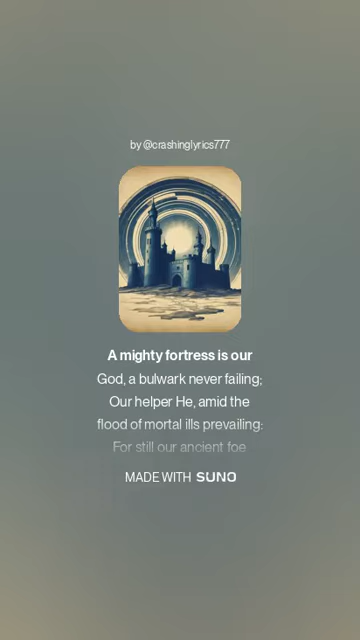 by @crashinglyrics777
A mighty fortress is our
God, a bulwark never failing;
Our helper He, amid the
flood of mortal ills prevailing:
For still our ancient foe
MADE WITH SUNO